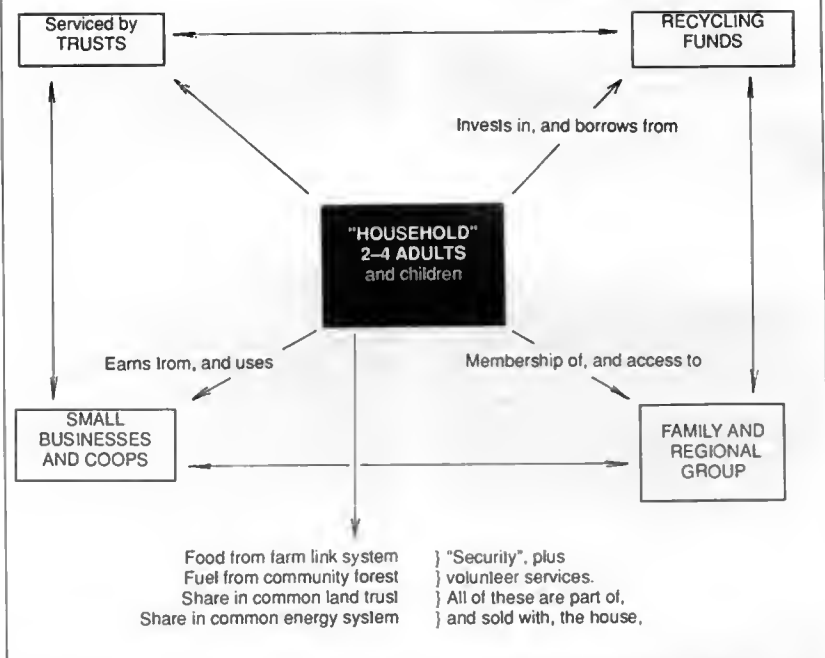 Serviced by
TRUSTS
RECYCLING
FUNDS
Invests in, and borrows from
"HOUSEHOLD"
2–4 ADULTS
and children
Earns from, and uses
Membership of, and access to
SMALL
BUSINESSES
AND COOPS
FAMILY AND
REGIONAL
GROUP
Food from farm link system } "Security", plus
Fuel from community forest } volunteer services.
Share in common land trust } All of these are part of,
Share in common energy system } and sold with, the house,